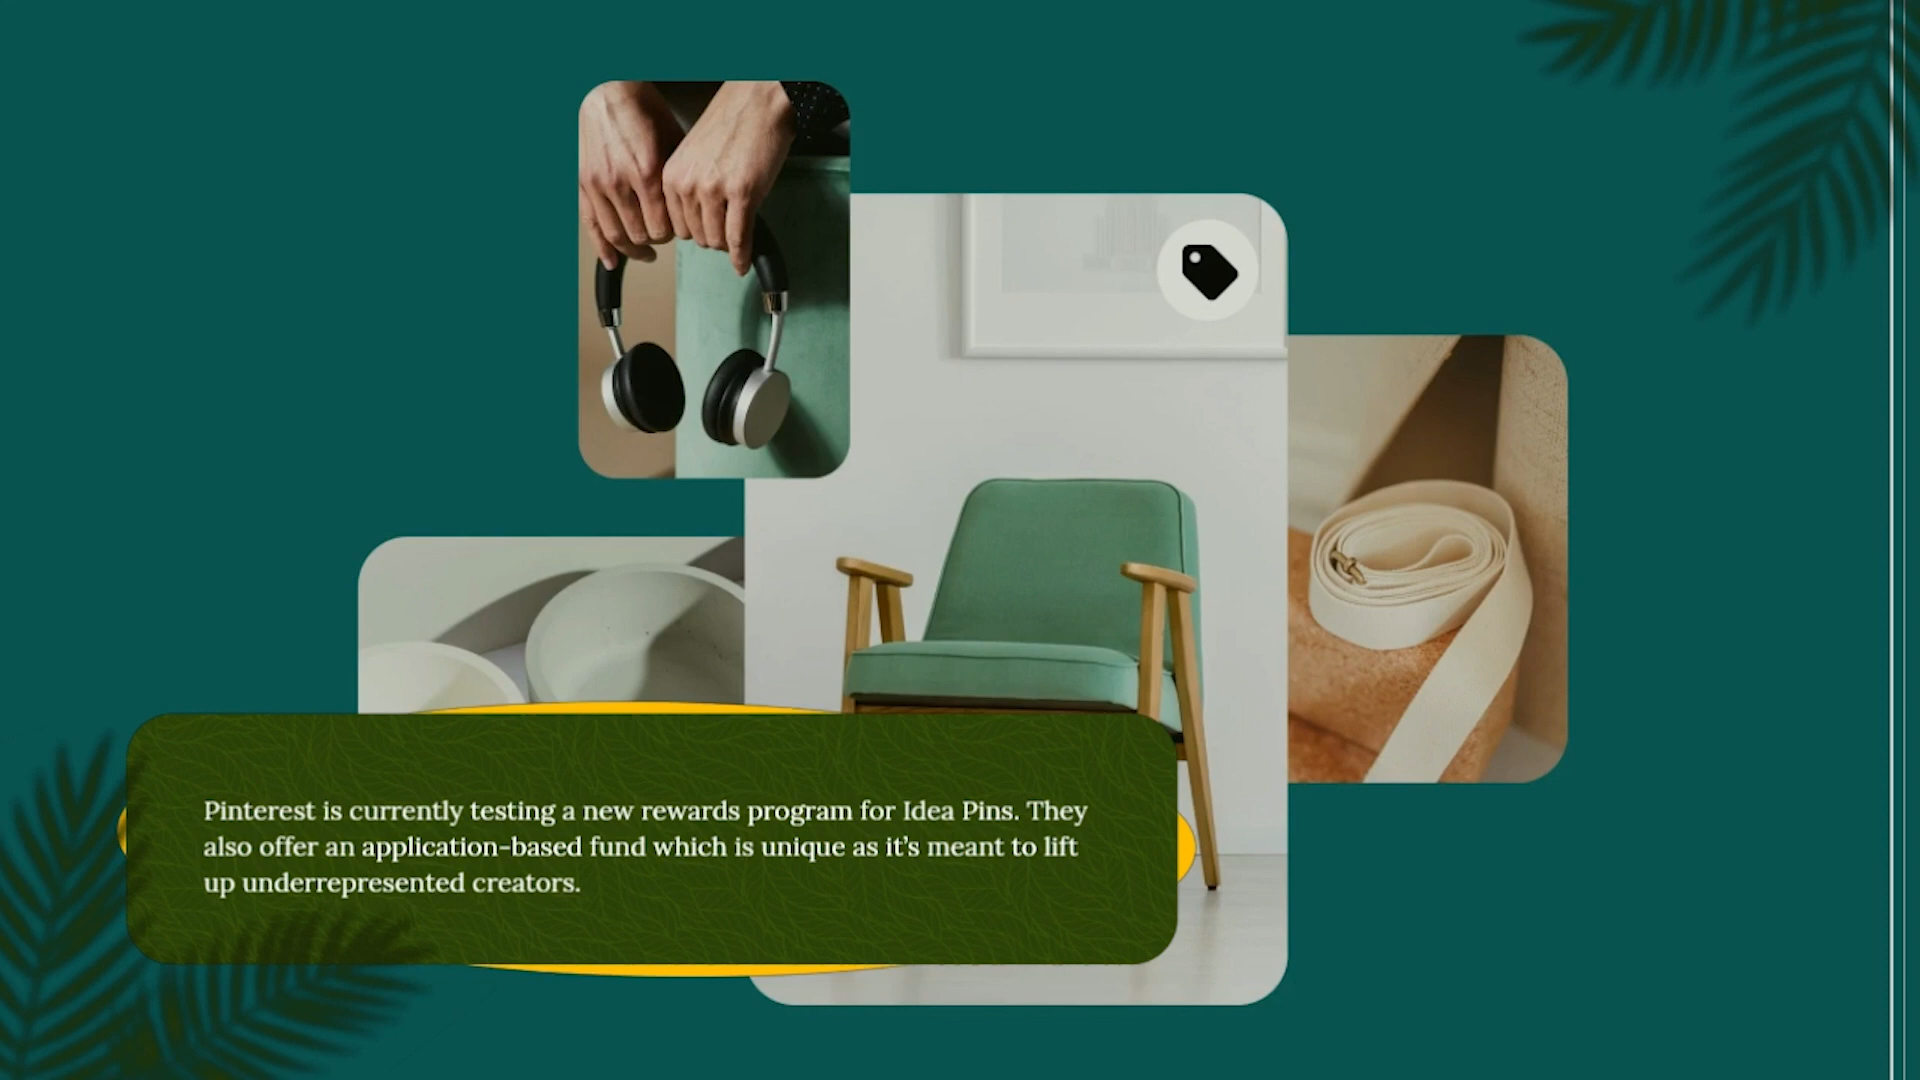 Pinterest is currently testing a new rewards program for Idea Pins. They
also offer an application-based fund which is unique as it’s meant to lift
up underrepresented creators.